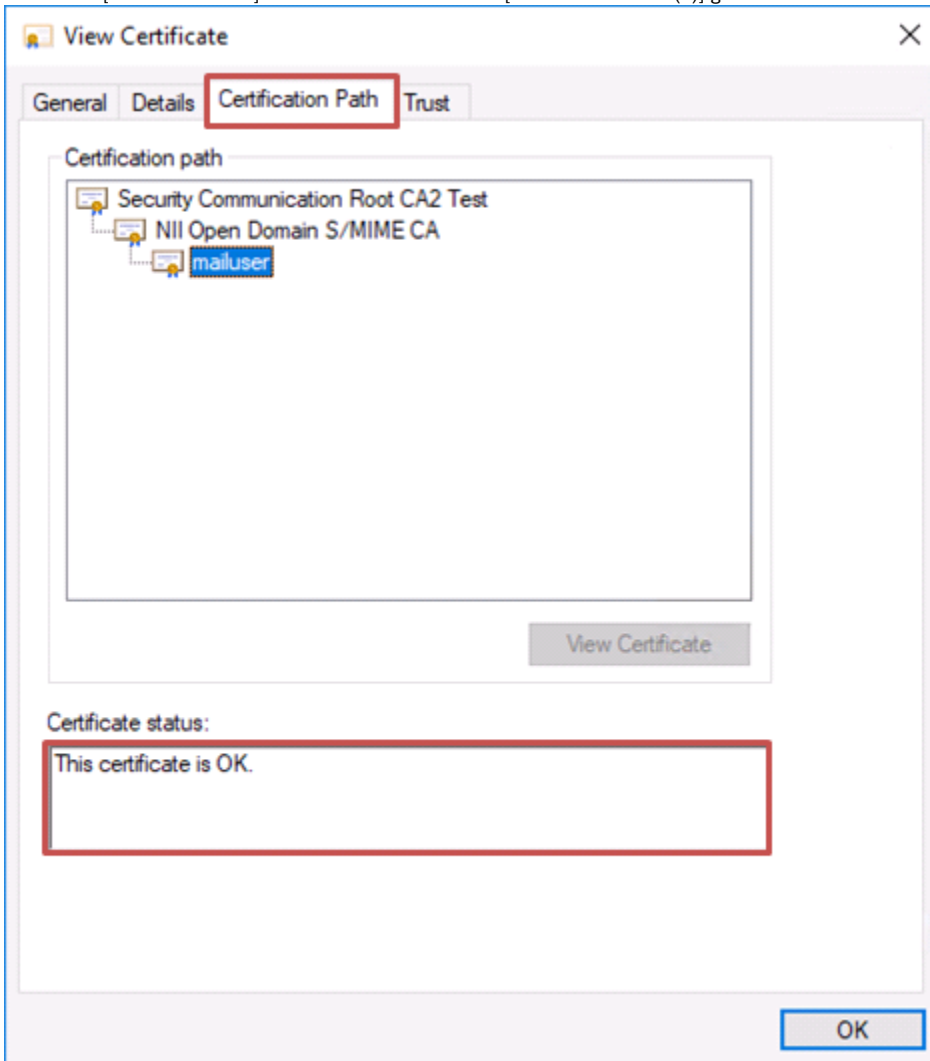 View Certificate
General Details Certification Path Trust
Certification path
Security Communication Root CA2 Test
NII Open Domain S/MIME CA
mailuser
View Certificate
Certificate status:
This certificate is OK.
OK